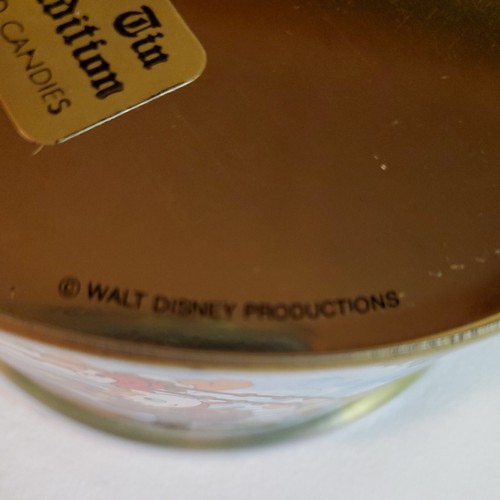 Tin
dition
CANDIES
© WALT DISNEY PRODUCTIONS